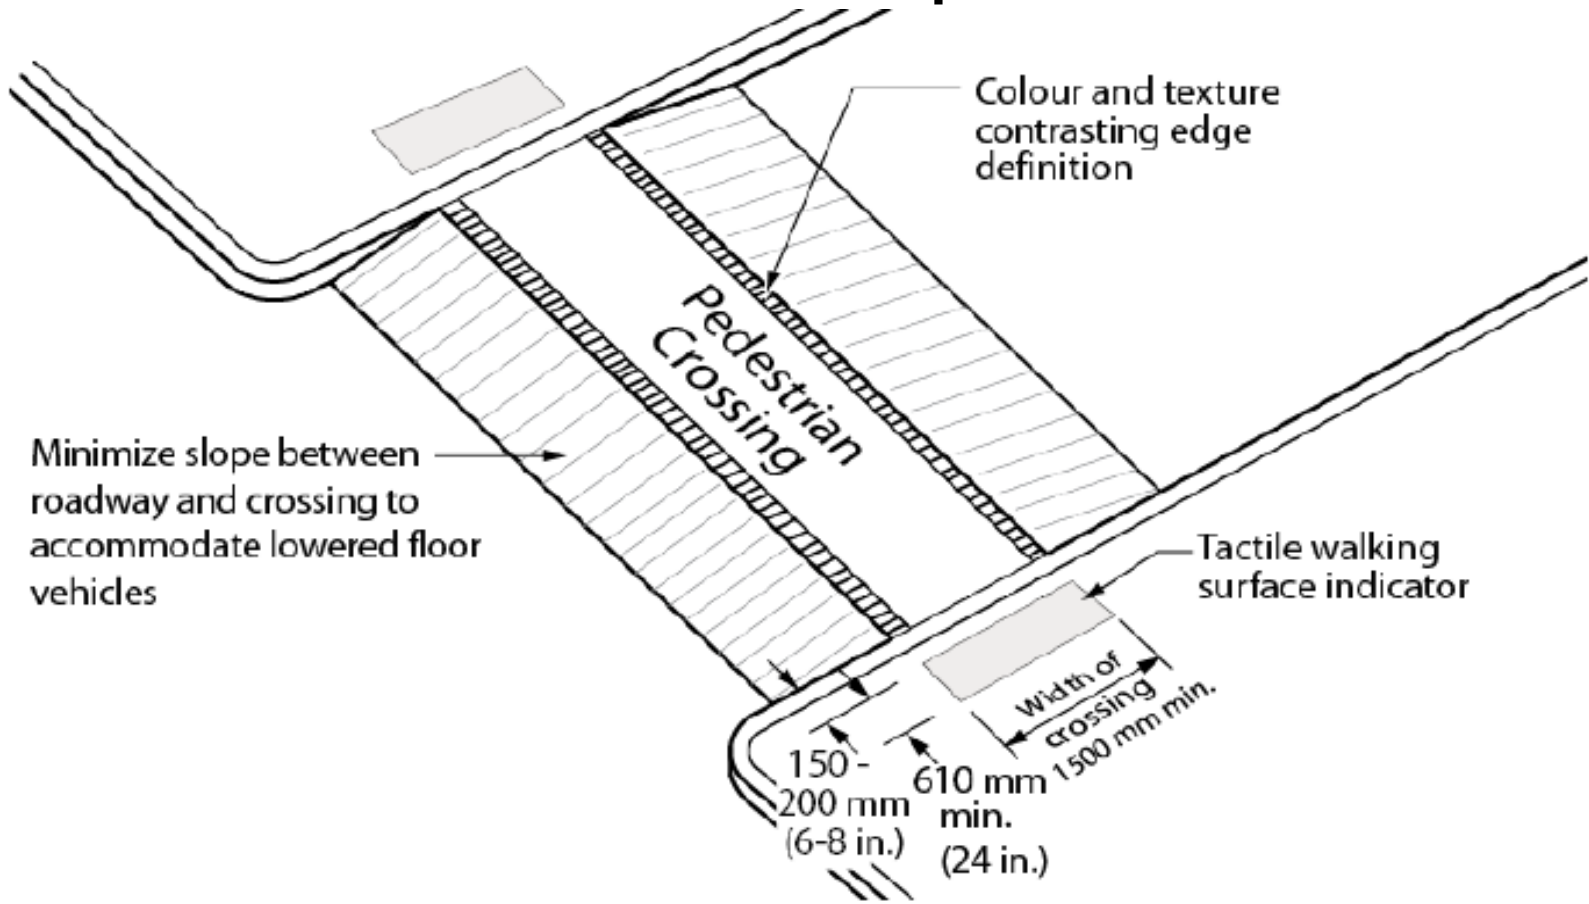 Colour and texture
contrasting edge
definition
Pedestrian
Crossing
Minimize slope between
roadway and crossing to
accommodate lowered floor
vehicles
Tactile walking
surface indicator
Width of
crossing
1500 mm min.
150 -
200 mm
(6-8 in.)
610 mm
min.
(24 in.)